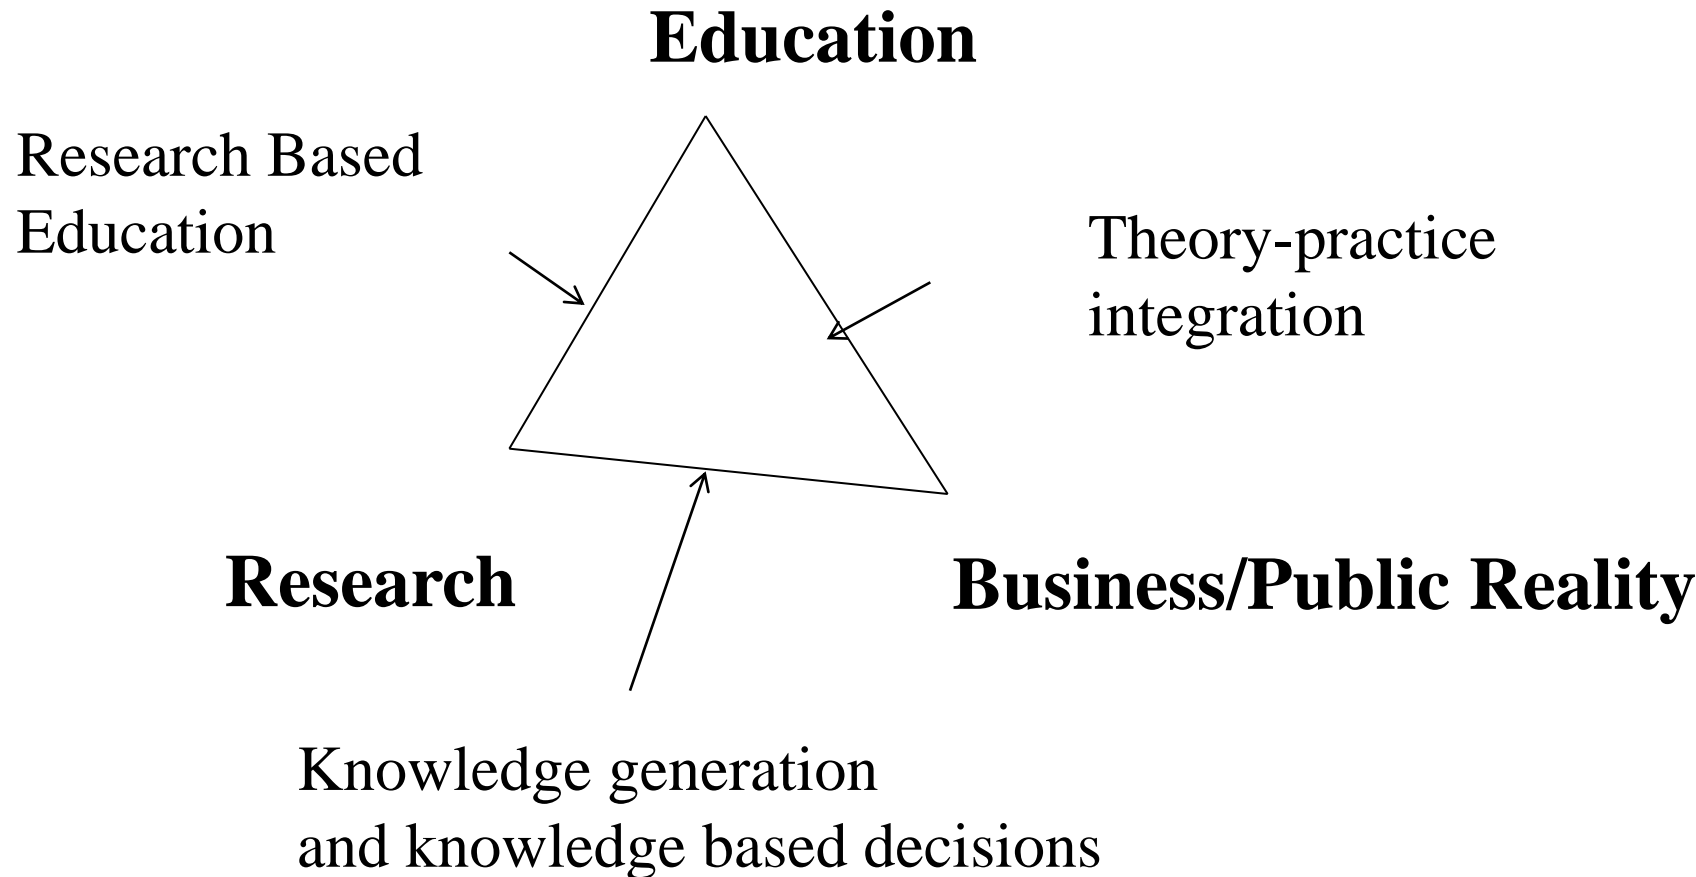 Education
Research Based
Education
Theory-practice
integration
Research
Business/Public Reality
Knowledge generation
and knowledge based decisions